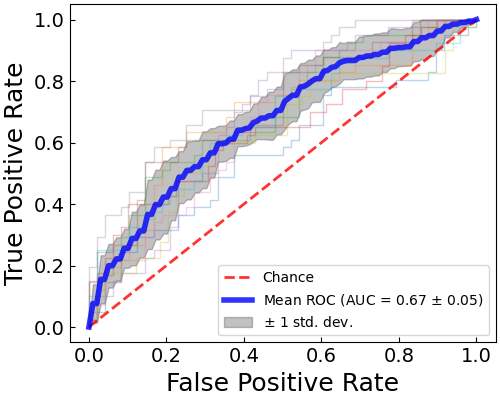 1.0
0.8
0.6
0.4
0.2
0.0
True Positive Rate
Chance
Mean ROC (AUC = 0.67 ± 0.05)
± 1 std. dev.
0.0 0.2 0.4 0.6 0.8 1.0
False Positive Rate